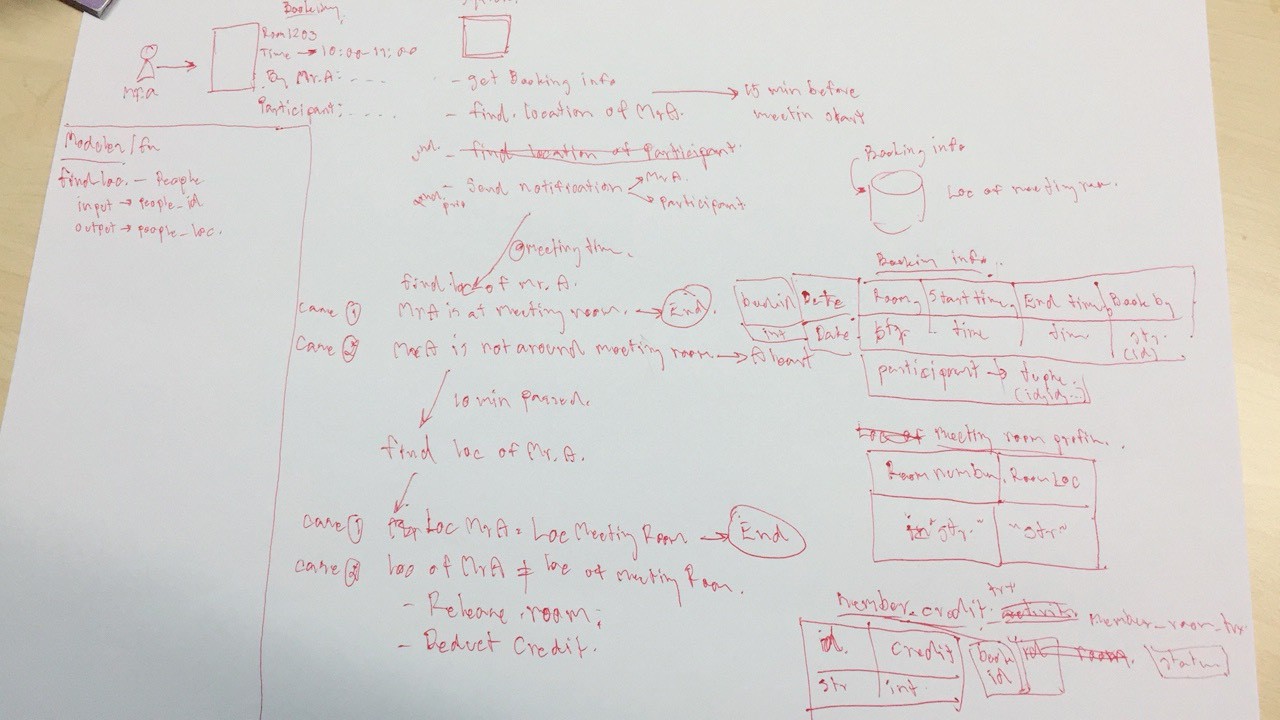 Booking
Room 1203
Time → 10:00-11:00
By Mr.A: - - - -
Participant: - - - -
Mr.a
- get Booking info
- find location of Mr.A.
→ 15 min before
meetin start
- find location of Participant
- Send notification
Mr.A.
participant
find loc. - People
input → people_id
output → people_loc.
meeting time.
find loc of Mr. A.
case 1
Mr A is at meeting room. → End.
case 2
Mr A is not around meeting room →
10 min passed.
find loc of Mr. A.
case 1
Loc Mr A = Loc Meeting Room → End
case 2
loc of Mr A ≠ loc of meeting Room.
- Release room;
- Deduct Credit.
Booking info
Loc of meeting
Booking info.
Date Room Start time End time Book by
int Date str. time time str. (id)
participant → tuple
(id, id, ...)
Loc of meeting room
Room number Room Loc
"str." "str"
member_credit.
trx
member_room_trx
id. credit book id room. status
str int